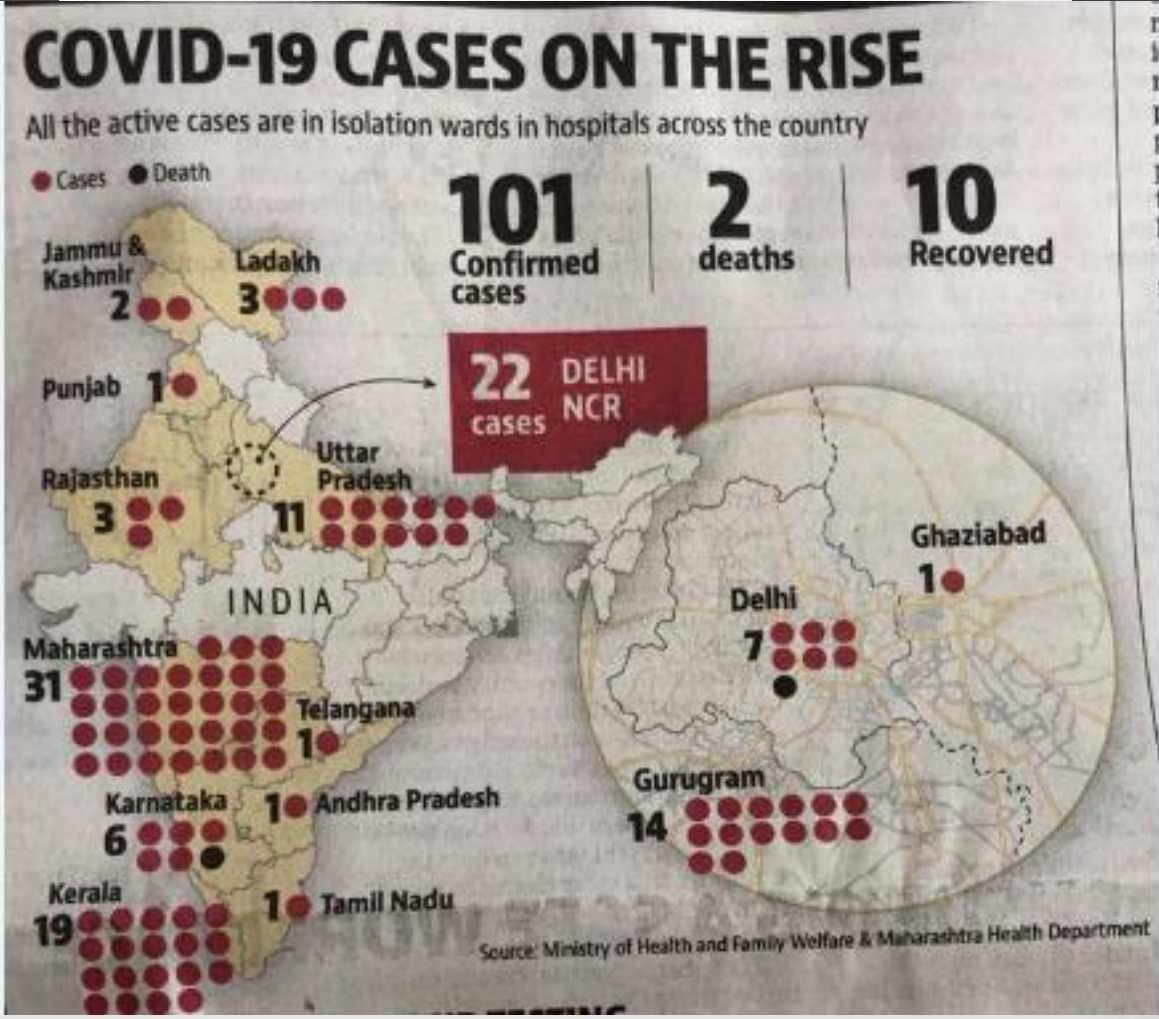 COVID-19 CASES ON THE RISE
All the active cases are in isolation wards in hospitals across the country
Cases Death
101
Confirmed
cases
2
deaths
10
Recovered
Jammu &
Kashmir
2
Ladakh
3
Punjab 1
22
cases
DELHI
NCR
Rajasthan
3
Uttar
Pradesh
11
INDIA
Maharashtra
31
Telangana
1
Karnataka
6
1 Andhra Pradesh
Kerala
19
1 Tamil Nadu
Ghaziabad
1
Delhi
7
Gurugram
14
Source: Ministry of Health and Family Welfare & Maharashtra Health Department